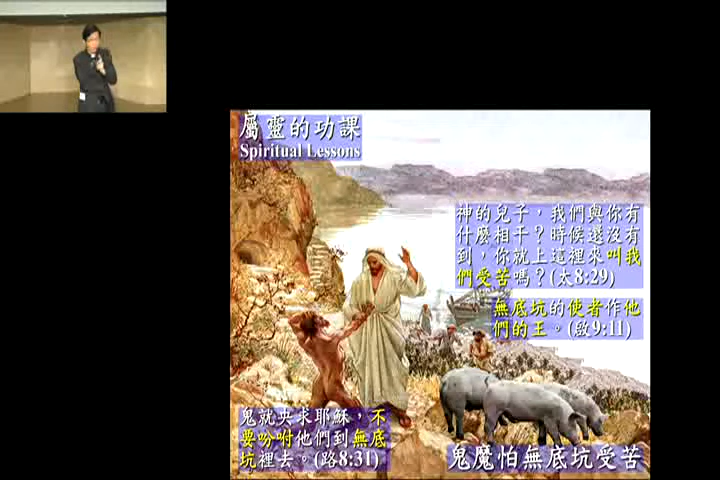 屬靈的功課
Spiritual Lessons
神的兒子，我們與你有
什麼相干？時候還沒有
到，你就上這裡來叫我
們受苦嗎？(太8:29)
無底坑的使者作他
們的王。(啟9:11)
鬼就央求耶穌，不
要吩咐他們到無底
坑裡去。(路8:31)
鬼魔怕無底坑受苦